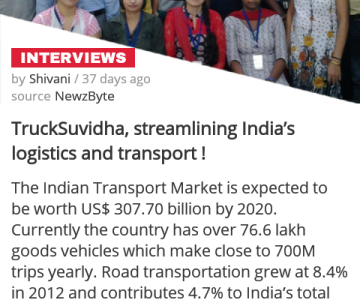 INTERVIEWS
by Shivani / 37 days ago
source NewzByte
TruckSuvidha, streamlining India’s
logistics and transport !
The Indian Transport Market is expected to
be worth US$ 307.70 billion by 2020.
Currently the country has over 76.6 lakh
goods vehicles which make close to 700M
trips yearly. Road transportation grew at 8.4%
in 2012 and contributes 4.7% to India’s total